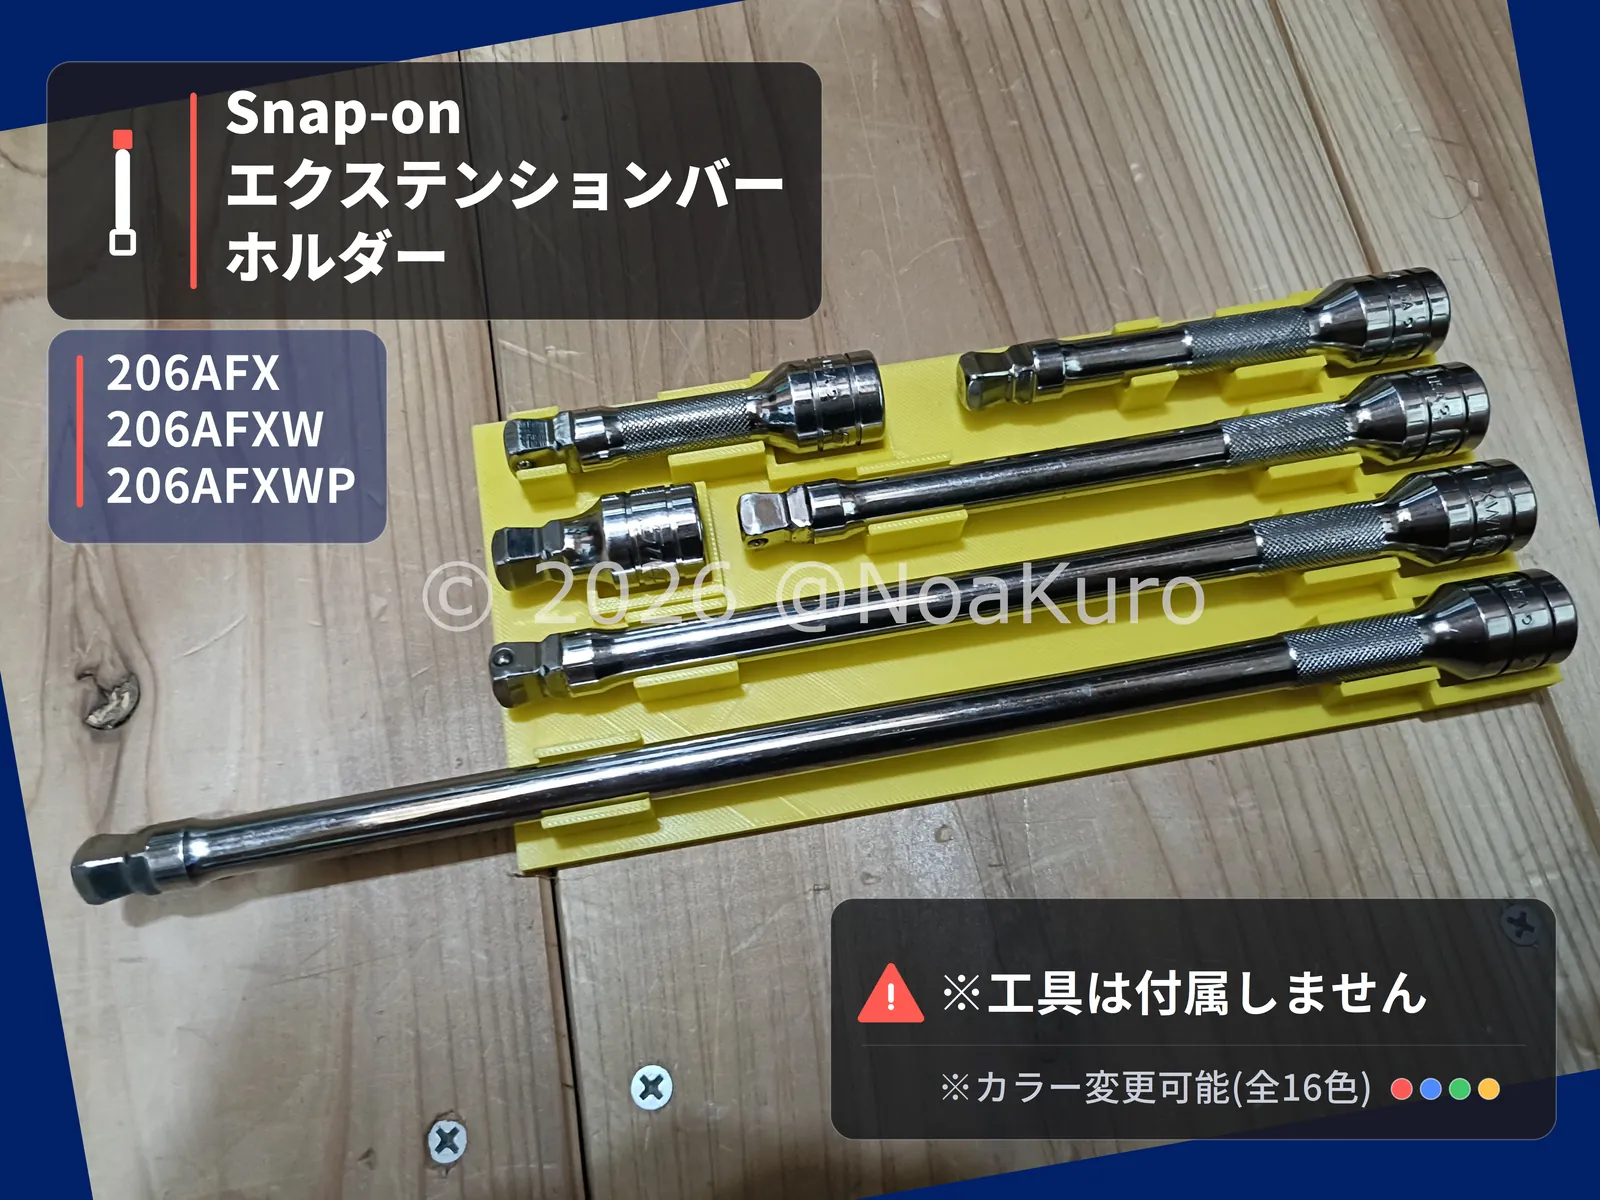 Snap-on
エクステンションバー
ホルダー
206AFX
206AFXW
206AFXWP
© 2026 @NoaKuro
※工具は付属しません
※カラー変更可能(全16色)